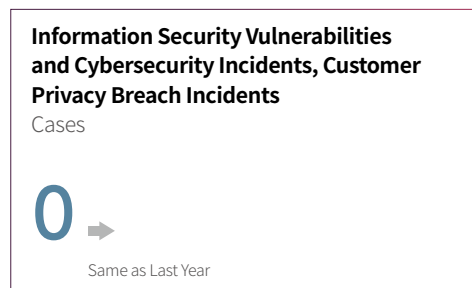 Information Security Vulnerabilities
and Cybersecurity Incidents, Customer
Privacy Breach Incidents
Cases
0
Same as Last Year